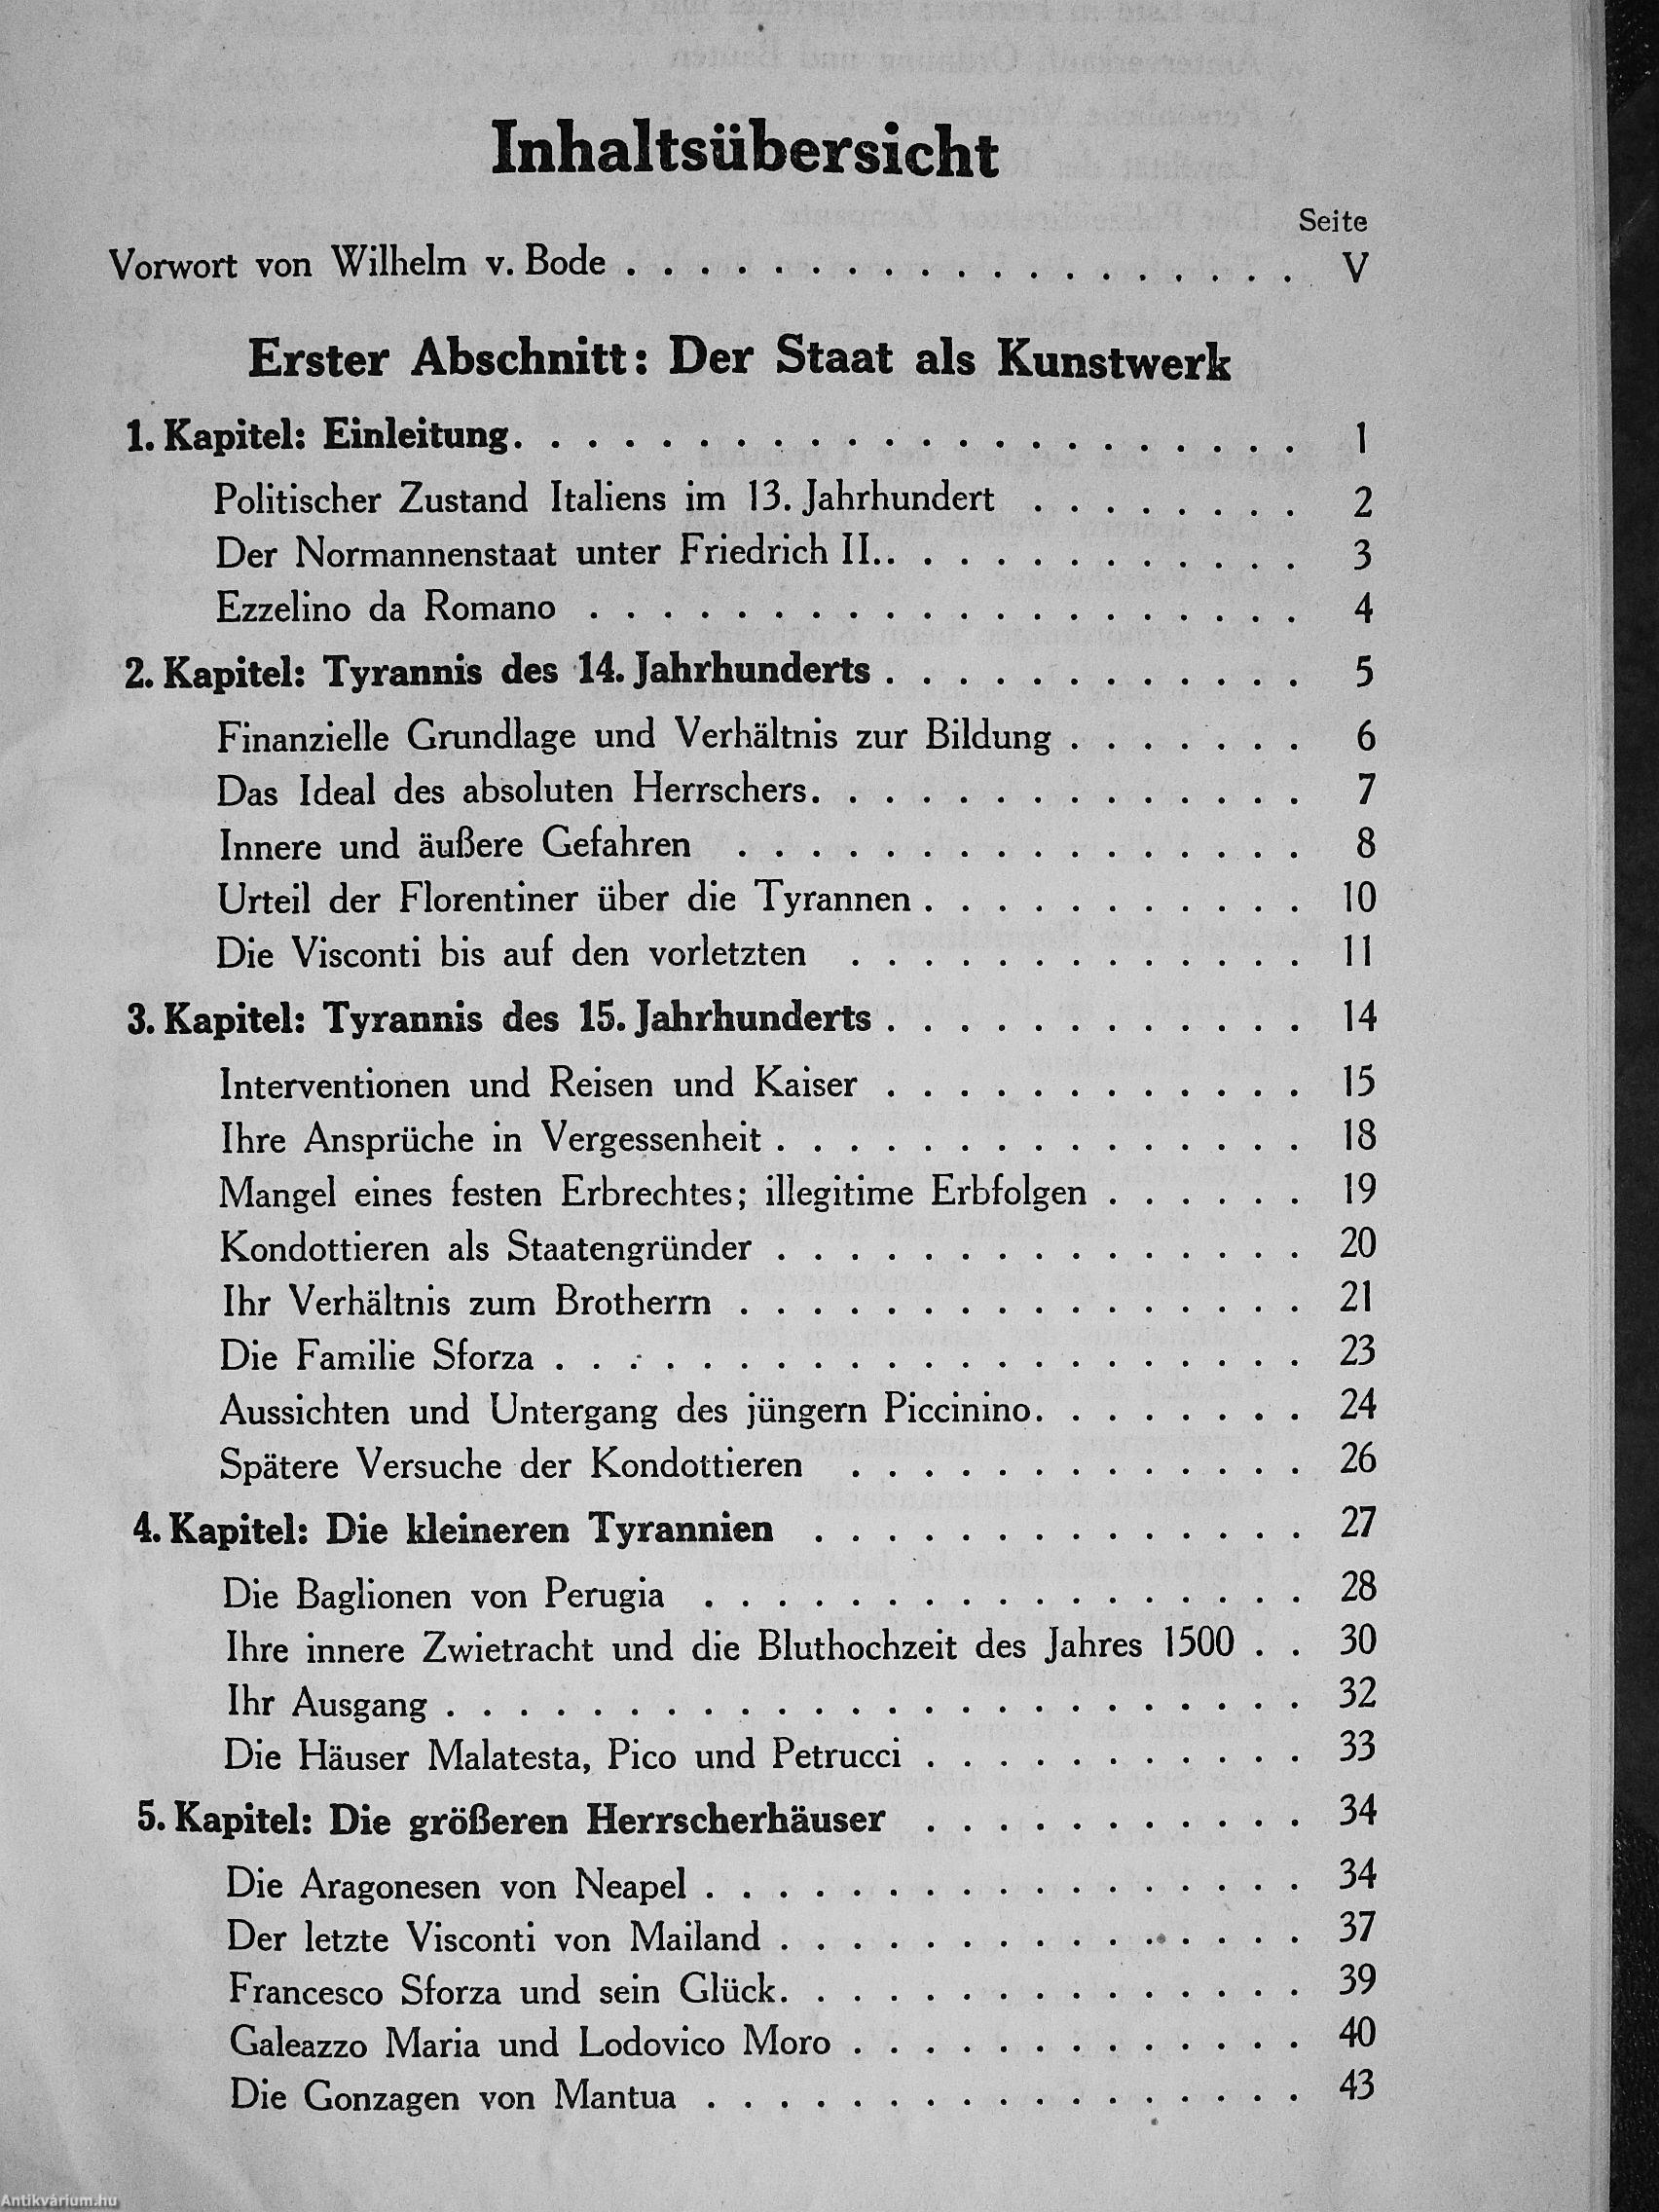 Inhaltsübersicht
Seite
Vorwort von Wilhelm v. Bode . . . . . . . . . . . . . . . . . . . V
Erster Abschnitt: Der Staat als Kunstwerk
1. Kapitel: Einleitung. . . . . . . . . . . . . . . . . . . . . . 1
Politischer Zustand Italiens im 13. Jahrhundert . . . . . . . . 2
Der Normannenstaat unter Friedrich II. . . . . . . . . . . . . 3
Ezzelino da Romano . . . . . . . . . . . . . . . . . . . . 4
2. Kapitel: Tyrannis des 14. Jahrhunderts . . . . . . . . . . . . 5
Finanzielle Grundlage und Verhältnis zur Bildung . . . . . . . 6
Das Ideal des absoluten Herrschers. . . . . . . . . . . . . . 7
Innere und äußere Gefahren . . . . . . . . . . . . . . . . 8
Urteil der Florentiner über die Tyrannen . . . . . . . . . . . 10
Die Visconti bis auf den vorletzten . . . . . . . . . . . . . 11
3. Kapitel: Tyrannis des 15. Jahrhunderts . . . . . . . . . . . . 14
Interventionen und Reisen und Kaiser . . . . . . . . . . . . 15
Ihre Ansprüche in Vergessenheit . . . . . . . . . . . . . . . 18
Mangel eines festen Erbrechtes; illegitime Erbfolgen . . . . . . 19
Kondottieren als Staatengründer . . . . . . . . . . . . . . . 20
Ihr Verhältnis zum Brotherrn . . . . . . . . . . . . . . . . 21
Die Familie Sforza . . . . . . . . . . . . . . . . . . . . . 23
Aussichten und Untergang des jüngern Piccinino. . . . . . . . 24
Spätere Versuche der Kondottieren . . . . . . . . . . . . . 26
4. Kapitel: Die kleineren Tyrannien . . . . . . . . . . . . . . 27
Die Baglionen von Perugia . . . . . . . . . . . . . . . . . 28
Ihre innere Zwietracht und die Bluthochzeit des Jahres 1500 . . 30
Ihr Ausgang . . . . . . . . . . . . . . . . . . . . . . . . 32
Die Häuser Malatesta, Pico und Petrucci . . . . . . . . . . . 33
5. Kapitel: Die größeren Herrscherhäuser . . . . . . . . . . . 34
Die Aragonesen von Neapel . . . . . . . . . . . . . . . . . 34
Der letzte Visconti von Mailand . . . . . . . . . . . . . . . 37
Francesco Sforza und sein Glück. . . . . . . . . . . . . . . 39
Galeazzo Maria und Lodovico Moro . . . . . . . . . . . . . 40
Die Gonzagen von Mantua . . . . . . . . . . . . . . . . . 43
Antikvárium.hu